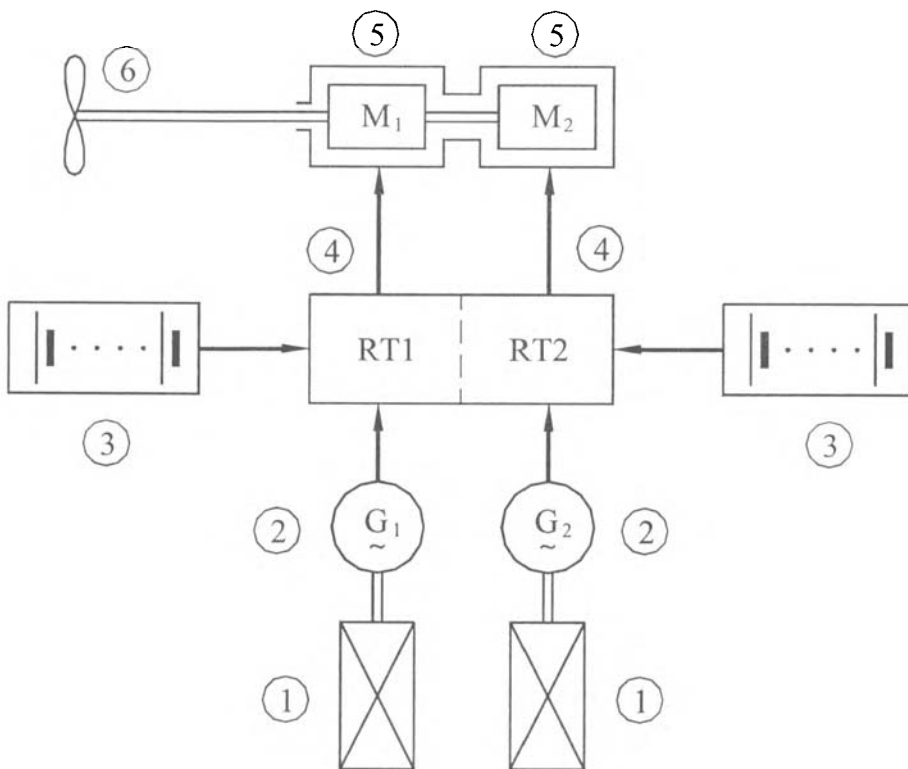 ⑤ ⑤
⑥
M₁ M₂
④ ④
RT1 RT2
③ ③
② G₁ G₂ ②
~ ~
① ①